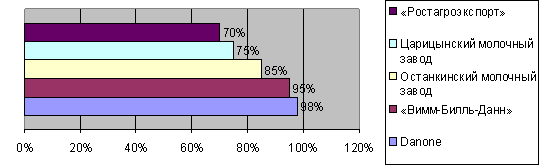 70%
75%
85%
95%
98%
0% 20% 40% 60% 80% 100% 120%
«Ростагроэкспорт»
Царицынский молочный
завод
Останкинский молочный
завод
«Вимм-Билль-Данн»
Danone